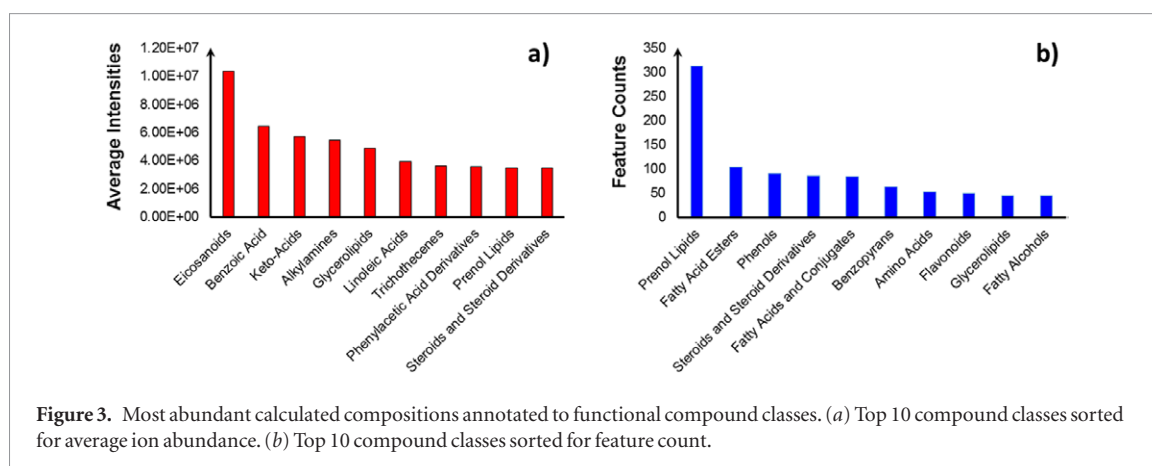 a)
Average Intensities
1.20E+07
1.00E+07
8.00E+06
6.00E+06
4.00E+06
2.00E+06
0.00E+00
Eicosanoids
Benzoic Acid
Keto-Acids
Alkylamines
Glycerolipids
Linoleic Acids
Trichothecenes
Phenylacetic Acid Derivatives
Prenol Lipids
Steroids and Steroid Derivatives
b)
Feature Counts
350
300
250
200
150
100
50
0
Prenol Lipids
Fatty Acid Esters
Phenols
Steroids and Steroid Derivatives
Fatty Acids and Conjugates
Benzopyrans
Amino Acids
Flavonoids
Glycerolipids
Fatty Alcohols
Figure 3. Most abundant calculated compositions annotated to functional compound classes. (a) Top 10 compound classes sorted
for average ion abundance. (b) Top 10 compound classes sorted for feature count.